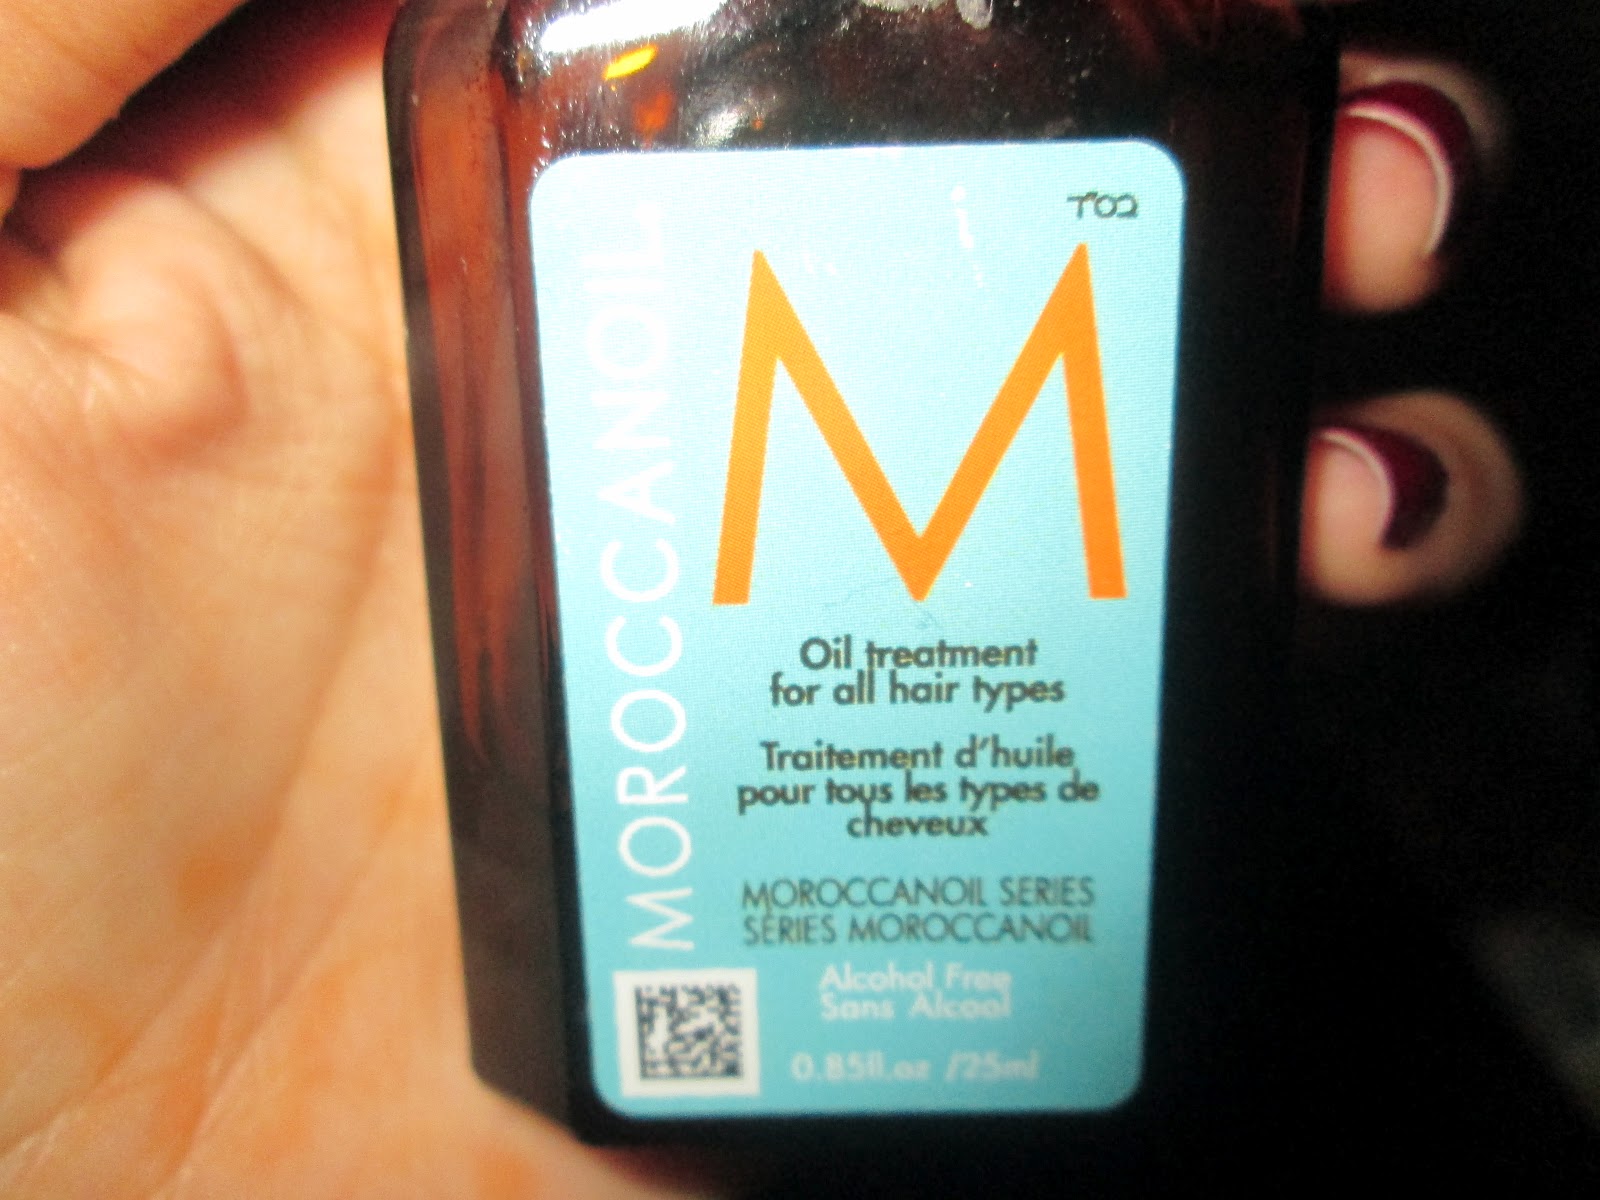 בס"ד
M
MOROCCANOIL
Oil treatment
for all hair types
Traitement d'huile
pour tous les types de
cheveux
MOROCCANOIL SERIES
SÉRIES MOROCCANOIL
Alcohol Free
Sans Alcool
0.85fl.oz /25ml